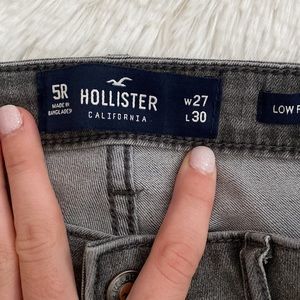 5R
MADE IN
BANGLADESH
HOLLISTER
CALIFORNIA
W27
L30
LOW